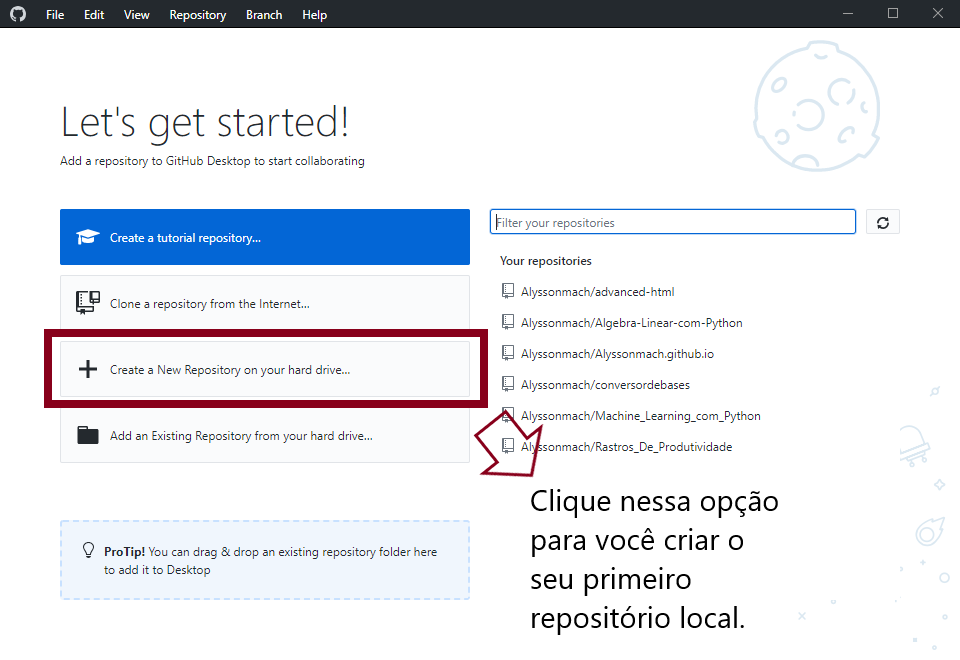 File Edit View Repository Branch Help
Let's get started!
Add a repository to GitHub Desktop to start collaborating
Create a tutorial repository...
Clone a repository from the Internet...
Create a New Repository on your hard drive...
Add an Existing Repository from your hard drive...
ProTip! You can drag & drop an existing repository folder here
to add it to Desktop
Filter your repositories
Your repositories
Alyssonmach/advanced-html
Alyssonmach/Algebra-Linear-com-Python
Alyssonmach/Alyssonmach.github.io
Alyssonmach/conversordebases
Alyssonmach/Machine_Learning_com_Python
Alyssonmach/Rastros_De_Produtividade
Clique nessa opção
para você criar o
seu primeiro
repositório local.